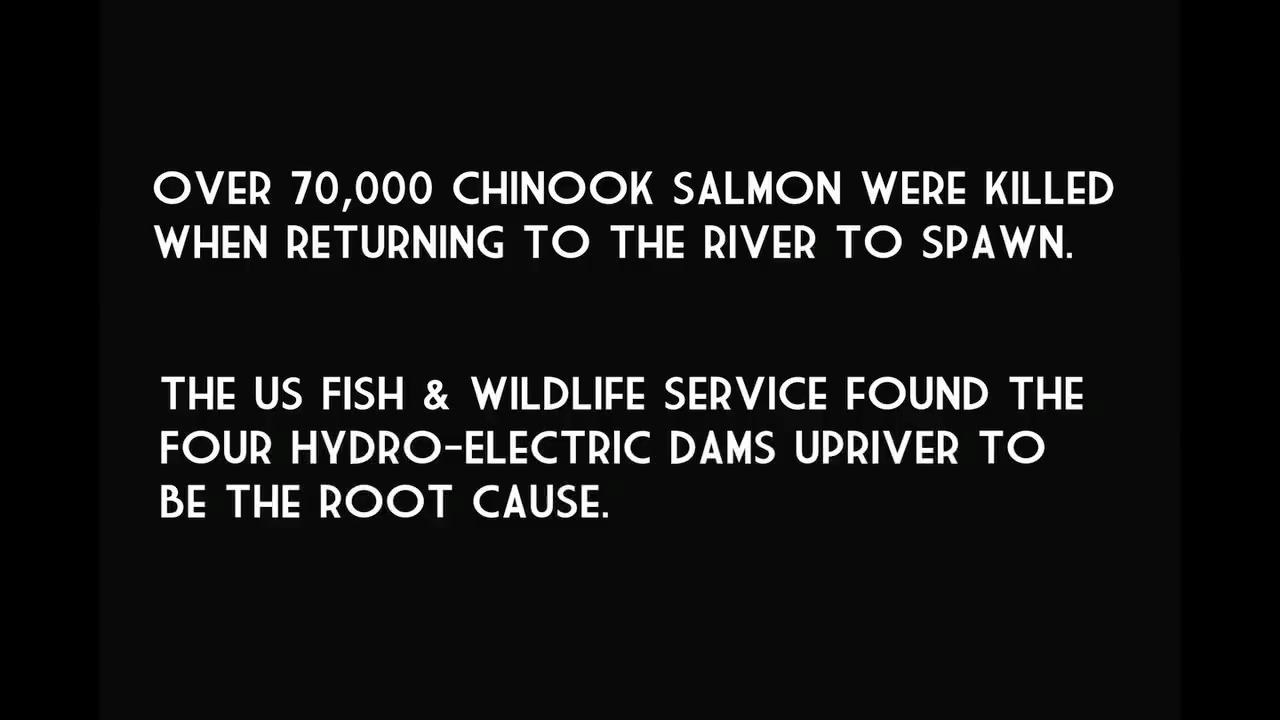 OVER 70,000 CHINOOK SALMON WERE KILLED
WHEN RETURNING TO THE RIVER TO SPAWN.
THE US FISH & WILDLIFE SERVICE FOUND THE
FOUR HYDRO-ELECTRIC DAMS UPRIVER TO
BE THE ROOT CAUSE.